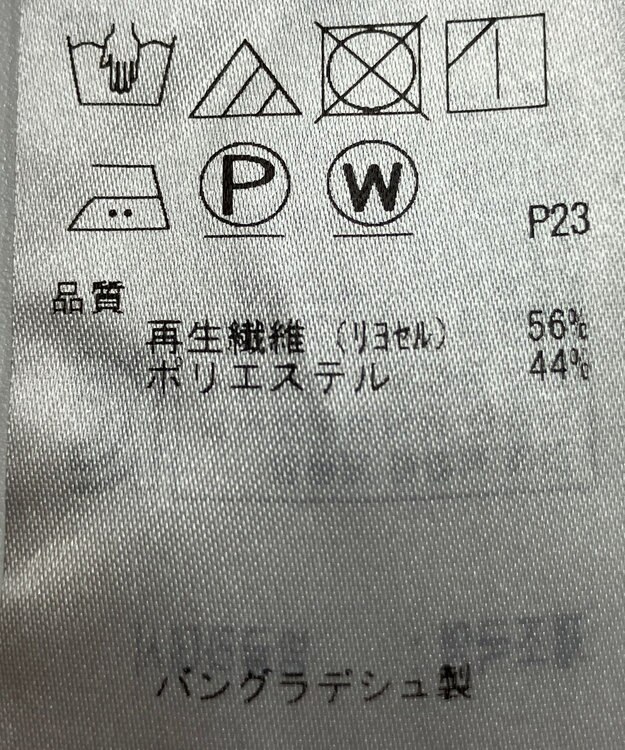 P W
P23
品質
再生繊維 (リヨセル) 56%
ポリエステル 44%
バングラデシュ製